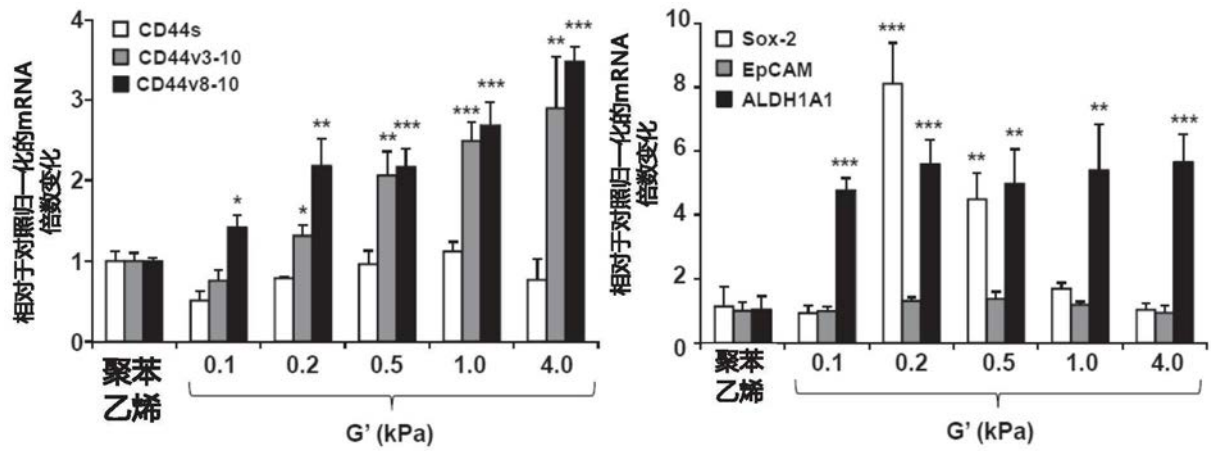 相对于对照归一化的mRNA
倍数变化
4
3
2
1
0
CD44s
CD44v3-10
CD44v8-10
*
**
*
**
***
***
***
**
***
聚苯
乙烯
0.1
0.2
0.5
1.0
4.0
G' (kPa)
相对于对照归一化的mRNA
倍数变化
10
8
6
4
2
0
Sox-2
EpCAM
ALDH1A1
***
***
***
**
**
**
***
聚苯
乙烯
0.1
0.2
0.5
1.0
4.0
G' (kPa)